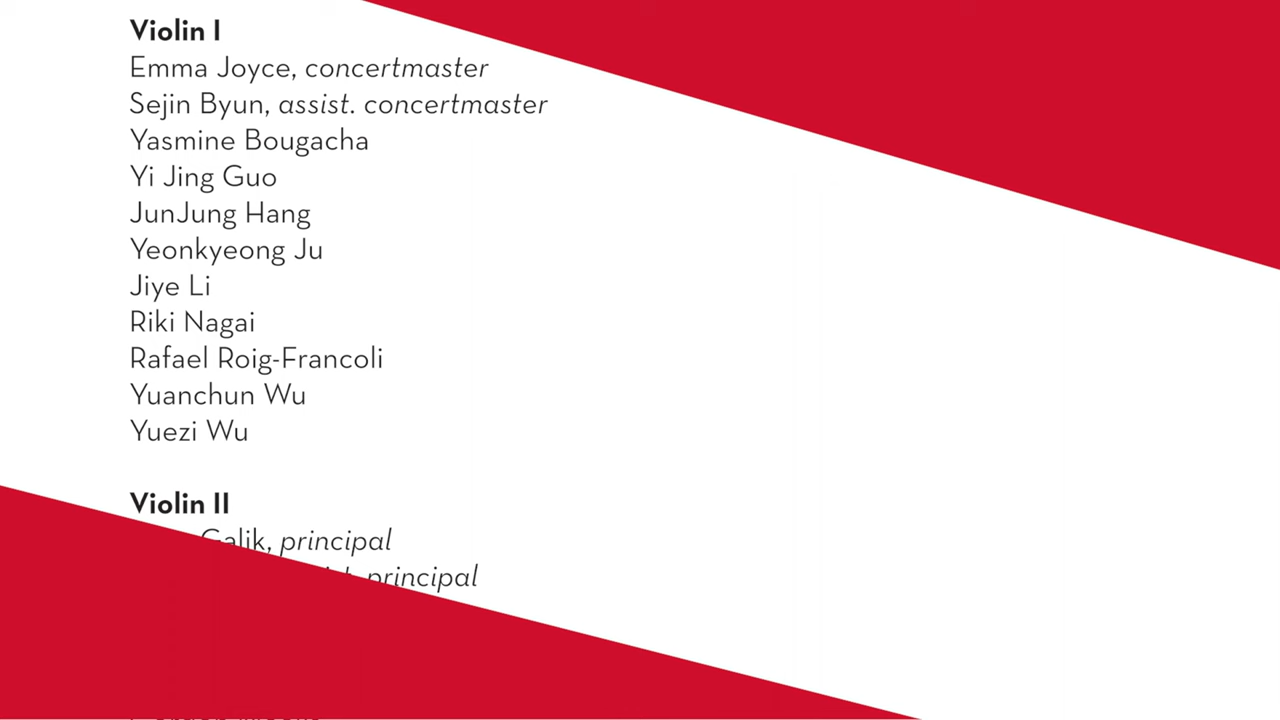 Violin I
Emma Joyce, concertmaster
Sejin Byun, assist. concertmaster
Yasmine Bougacha
Yi Jing Guo
JunJung Hang
Yeonkyeong Ju
Jiye Li
Riki Nagai
Rafael Roig-Francoli
Yuanchun Wu
Yuezi Wu
Violin II
Galik, principal
principal